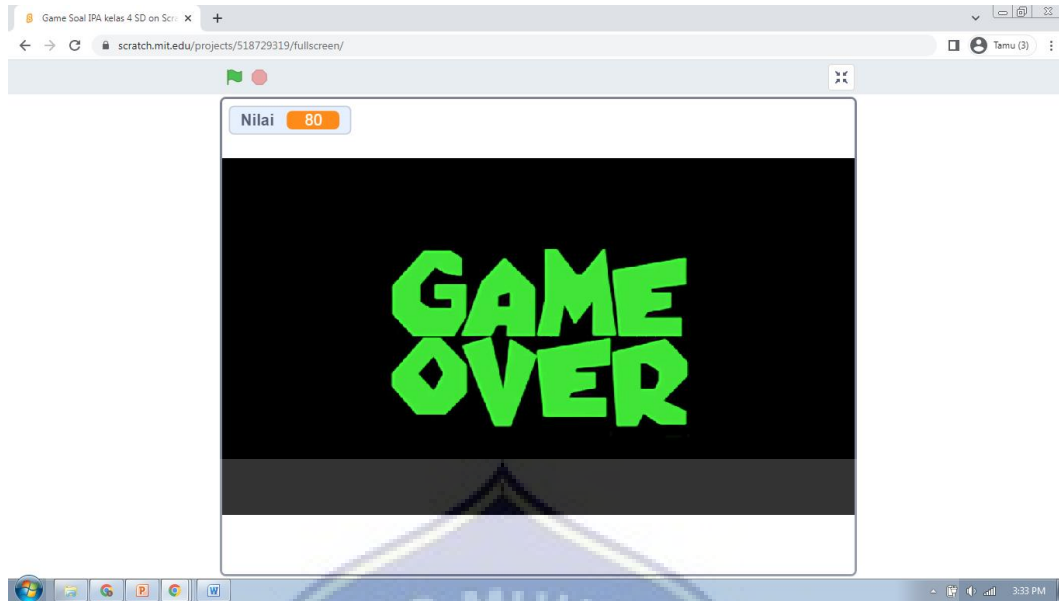 Game Soal IPA kelas 4 SD on Scr
scratch.mit.edu/projects/518729319/fullscreen/
Tamu (3)
Nilai 80
GAME
OVER
3:33 PM